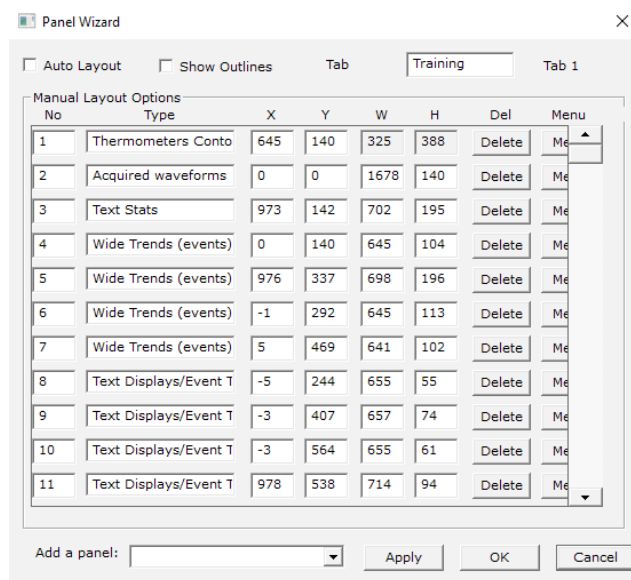 Panel Wizard
Auto Layout Show Outlines Tab Training Tab 1
Manual Layout Options
No Type X Y W H Del Menu
1 Thermometers Conto 645 140 325 388 Delete Me
2 Acquired waveforms 0 0 1678 140 Delete Me
3 Text Stats 973 142 702 195 Delete Me
4 Wide Trends (events) 0 140 645 104 Delete Me
5 Wide Trends (events) 976 337 698 196 Delete Me
6 Wide Trends (events) -1 292 645 113 Delete Me
7 Wide Trends (events) 5 469 641 102 Delete Me
8 Text Displays/Event T -5 244 655 55 Delete Me
9 Text Displays/Event T -3 407 657 74 Delete Me
10 Text Displays/Event T -3 564 655 61 Delete Me
11 Text Displays/Event T 978 538 714 94 Delete Me
Add a panel: Apply OK Cancel